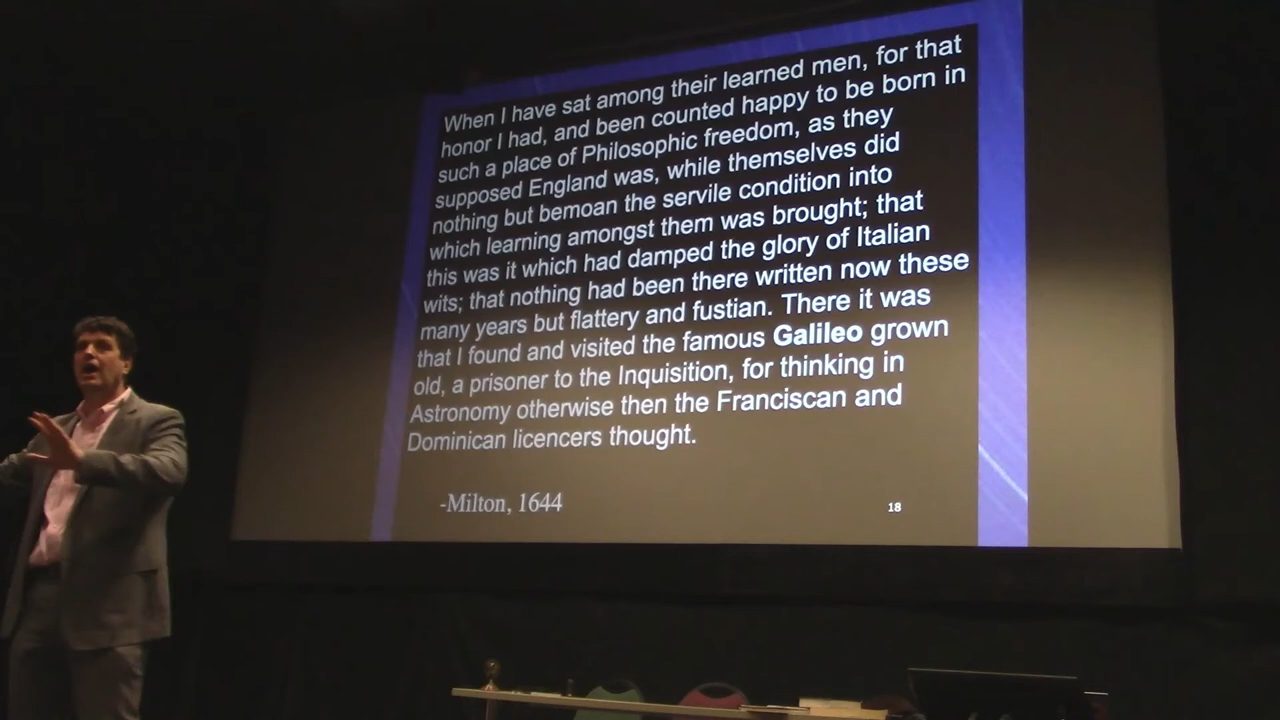 When I have sat among their learned men, for that
honor I had, and been counted happy to be born in
such a place of Philosophic freedom, as they
supposed England was, while themselves did
nothing but bemoan the servile condition into
which learning amongst them was brought; that
this was it which had damped the glory of Italian
wits; that nothing had been there written now these
many years but flattery and fustian. There it was
that I found and visited the famous Galileo grown
old, a prisoner to the Inquisition, for thinking in
Astronomy otherwise then the Franciscan and
Dominican licencers thought.
-Milton, 1644
18